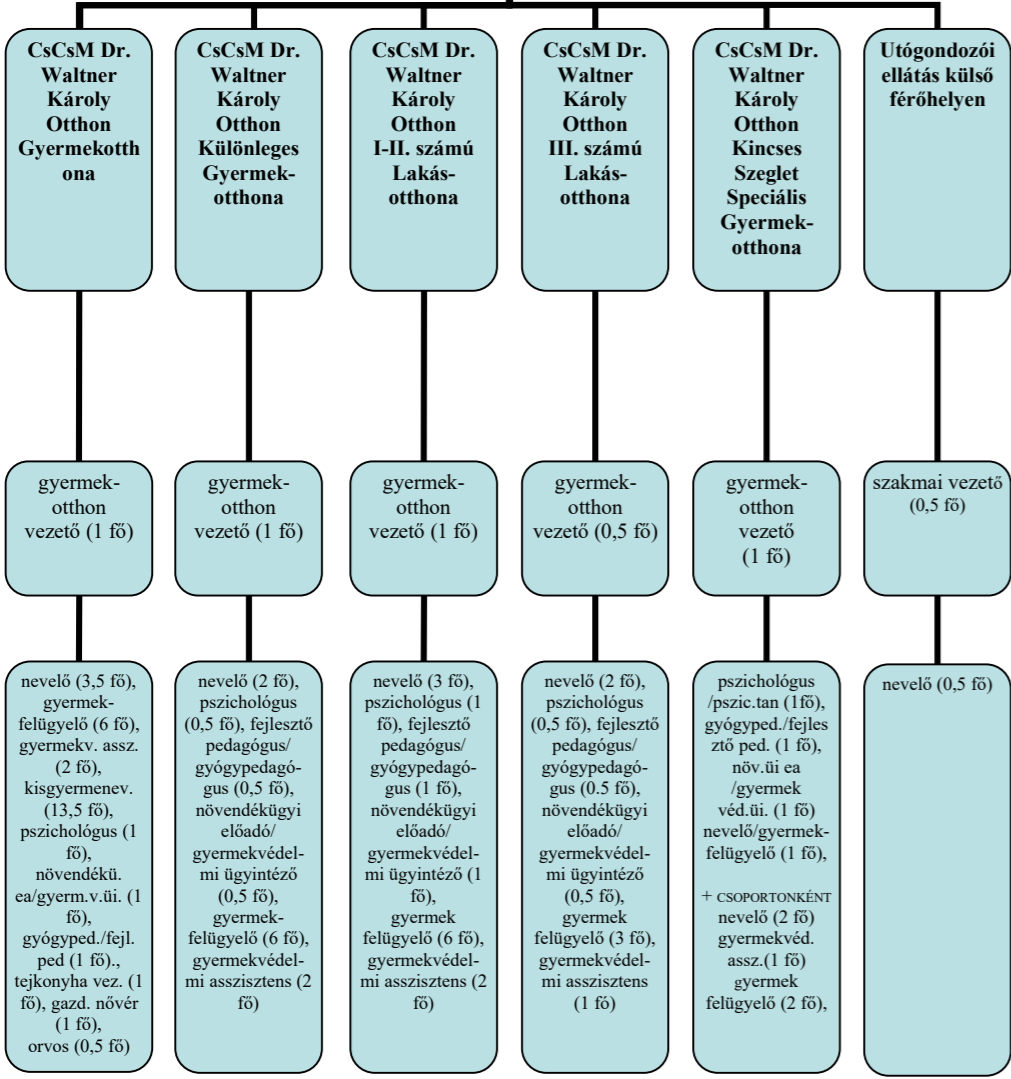 CsCsM Dr.
Waltner
Károly
Otthon
Gyermekotth
ona
CsCsM Dr.
Waltner
Károly
Otthon
Különleges
Gyermek-
otthona
CsCsM Dr.
Waltner
Károly
Otthon
I-II. számú
Lakás-
otthona
CsCsM Dr.
Waltner
Károly
Otthon
III. számú
Lakás-
otthona
CsCsM Dr.
Waltner
Károly
Otthon
Kincses
Szeglet
Speciális
Gyermek-
otthona
Utógondozói
ellátás külső
férőhelyen
gyermek-
otthon
vezető (1 fő)
gyermek-
otthon
vezető (1 fő)
gyermek-
otthon
vezető (1 fő)
gyermek-
otthon
vezető (0,5 fő)
gyermek-
otthon
vezető
(1 fő)
szakmai vezető
(0,5 fő)
nevelő (3,5 fő),
gyermek-
felügyelő (6 fő),
gyermekv. assz.
(2 fő),
kisgyermenev.
(13,5 fő),
pszichológus (1
fő),
növendékü.
ea/gyerm.v.üi. (1
fő),
gyógyped./fejl.
ped (1 fő).,
tejkonyha vez. (1
fő), gazd. nővér
(1 fő),
orvos (0,5 fő)
nevelő (2 fő),
pszichológus
(0,5 fő), fejlesztő
pedagógus/
gyógypedagó-
gus (0,5 fő),
növendékügyi
előadó/
gyermekvédel-
mi ügyintéző
(0,5 fő),
gyermek-
felügyelő (6 fő),
gyermekvédel-
mi asszisztens (2
fő)
nevelő (3 fő),
pszichológus (1
fő), fejlesztő
pedagógus/
gyógypedagó-
gus (1 fő),
növendékügyi
előadó/
gyermekvédel-
mi ügyintéző (1
fő),
gyermek
felügyelő (6 fő),
gyermekvédel-
mi asszisztens (2
fő)
nevelő (2 fő),
pszichológus
(0,5 fő), fejlesztő
pedagógus/
gyógypedagó-
gus (0.5 fő),
növendékügyi
előadó/
gyermekvédel-
mi ügyintéző
(0,5 fő),
gyermek
felügyelő (3 fő),
gyermekvédel-
mi asszisztens
(1 fó)
pszichológus
/pszic.tan (1fő),
gyógyped./fejles
ztő ped. (1 fő),
növ.üi ea
/gyermek
véd.üi. (1 fő)
nevelő/gyermek-
felügyelő (1 fő),
+ CSOPORTONKÉNT
nevelő (2 fő)
gyermekvéd.
assz.(1 fő)
gyermek
felügyelő (2 fő),
nevelő (0,5 fő)